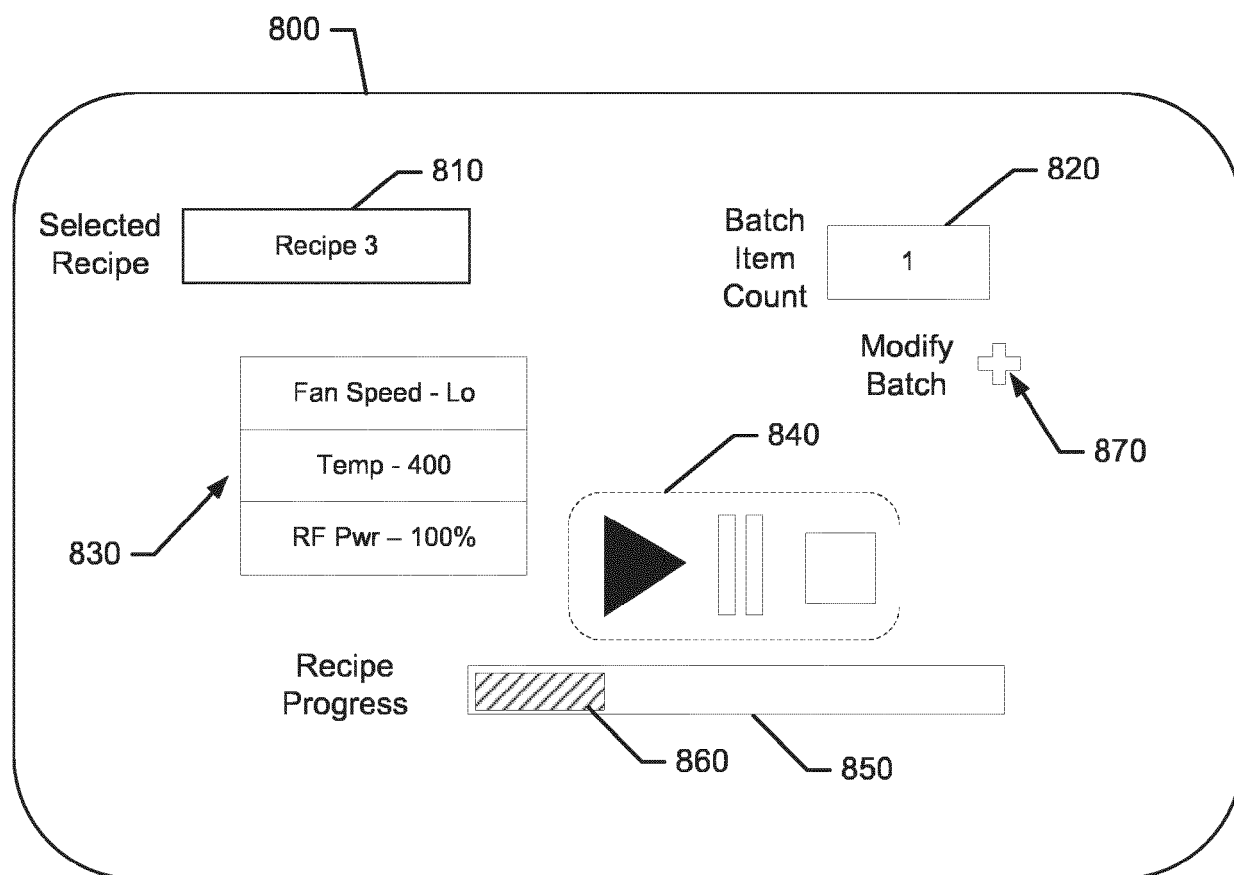 800
810
820
Selected
Recipe
Recipe 3
Batch
Item
Count
1
Modify
Batch
870
Fan Speed - Lo
Temp - 400
RF Pwr – 100%
830
840
Recipe
Progress
860
850